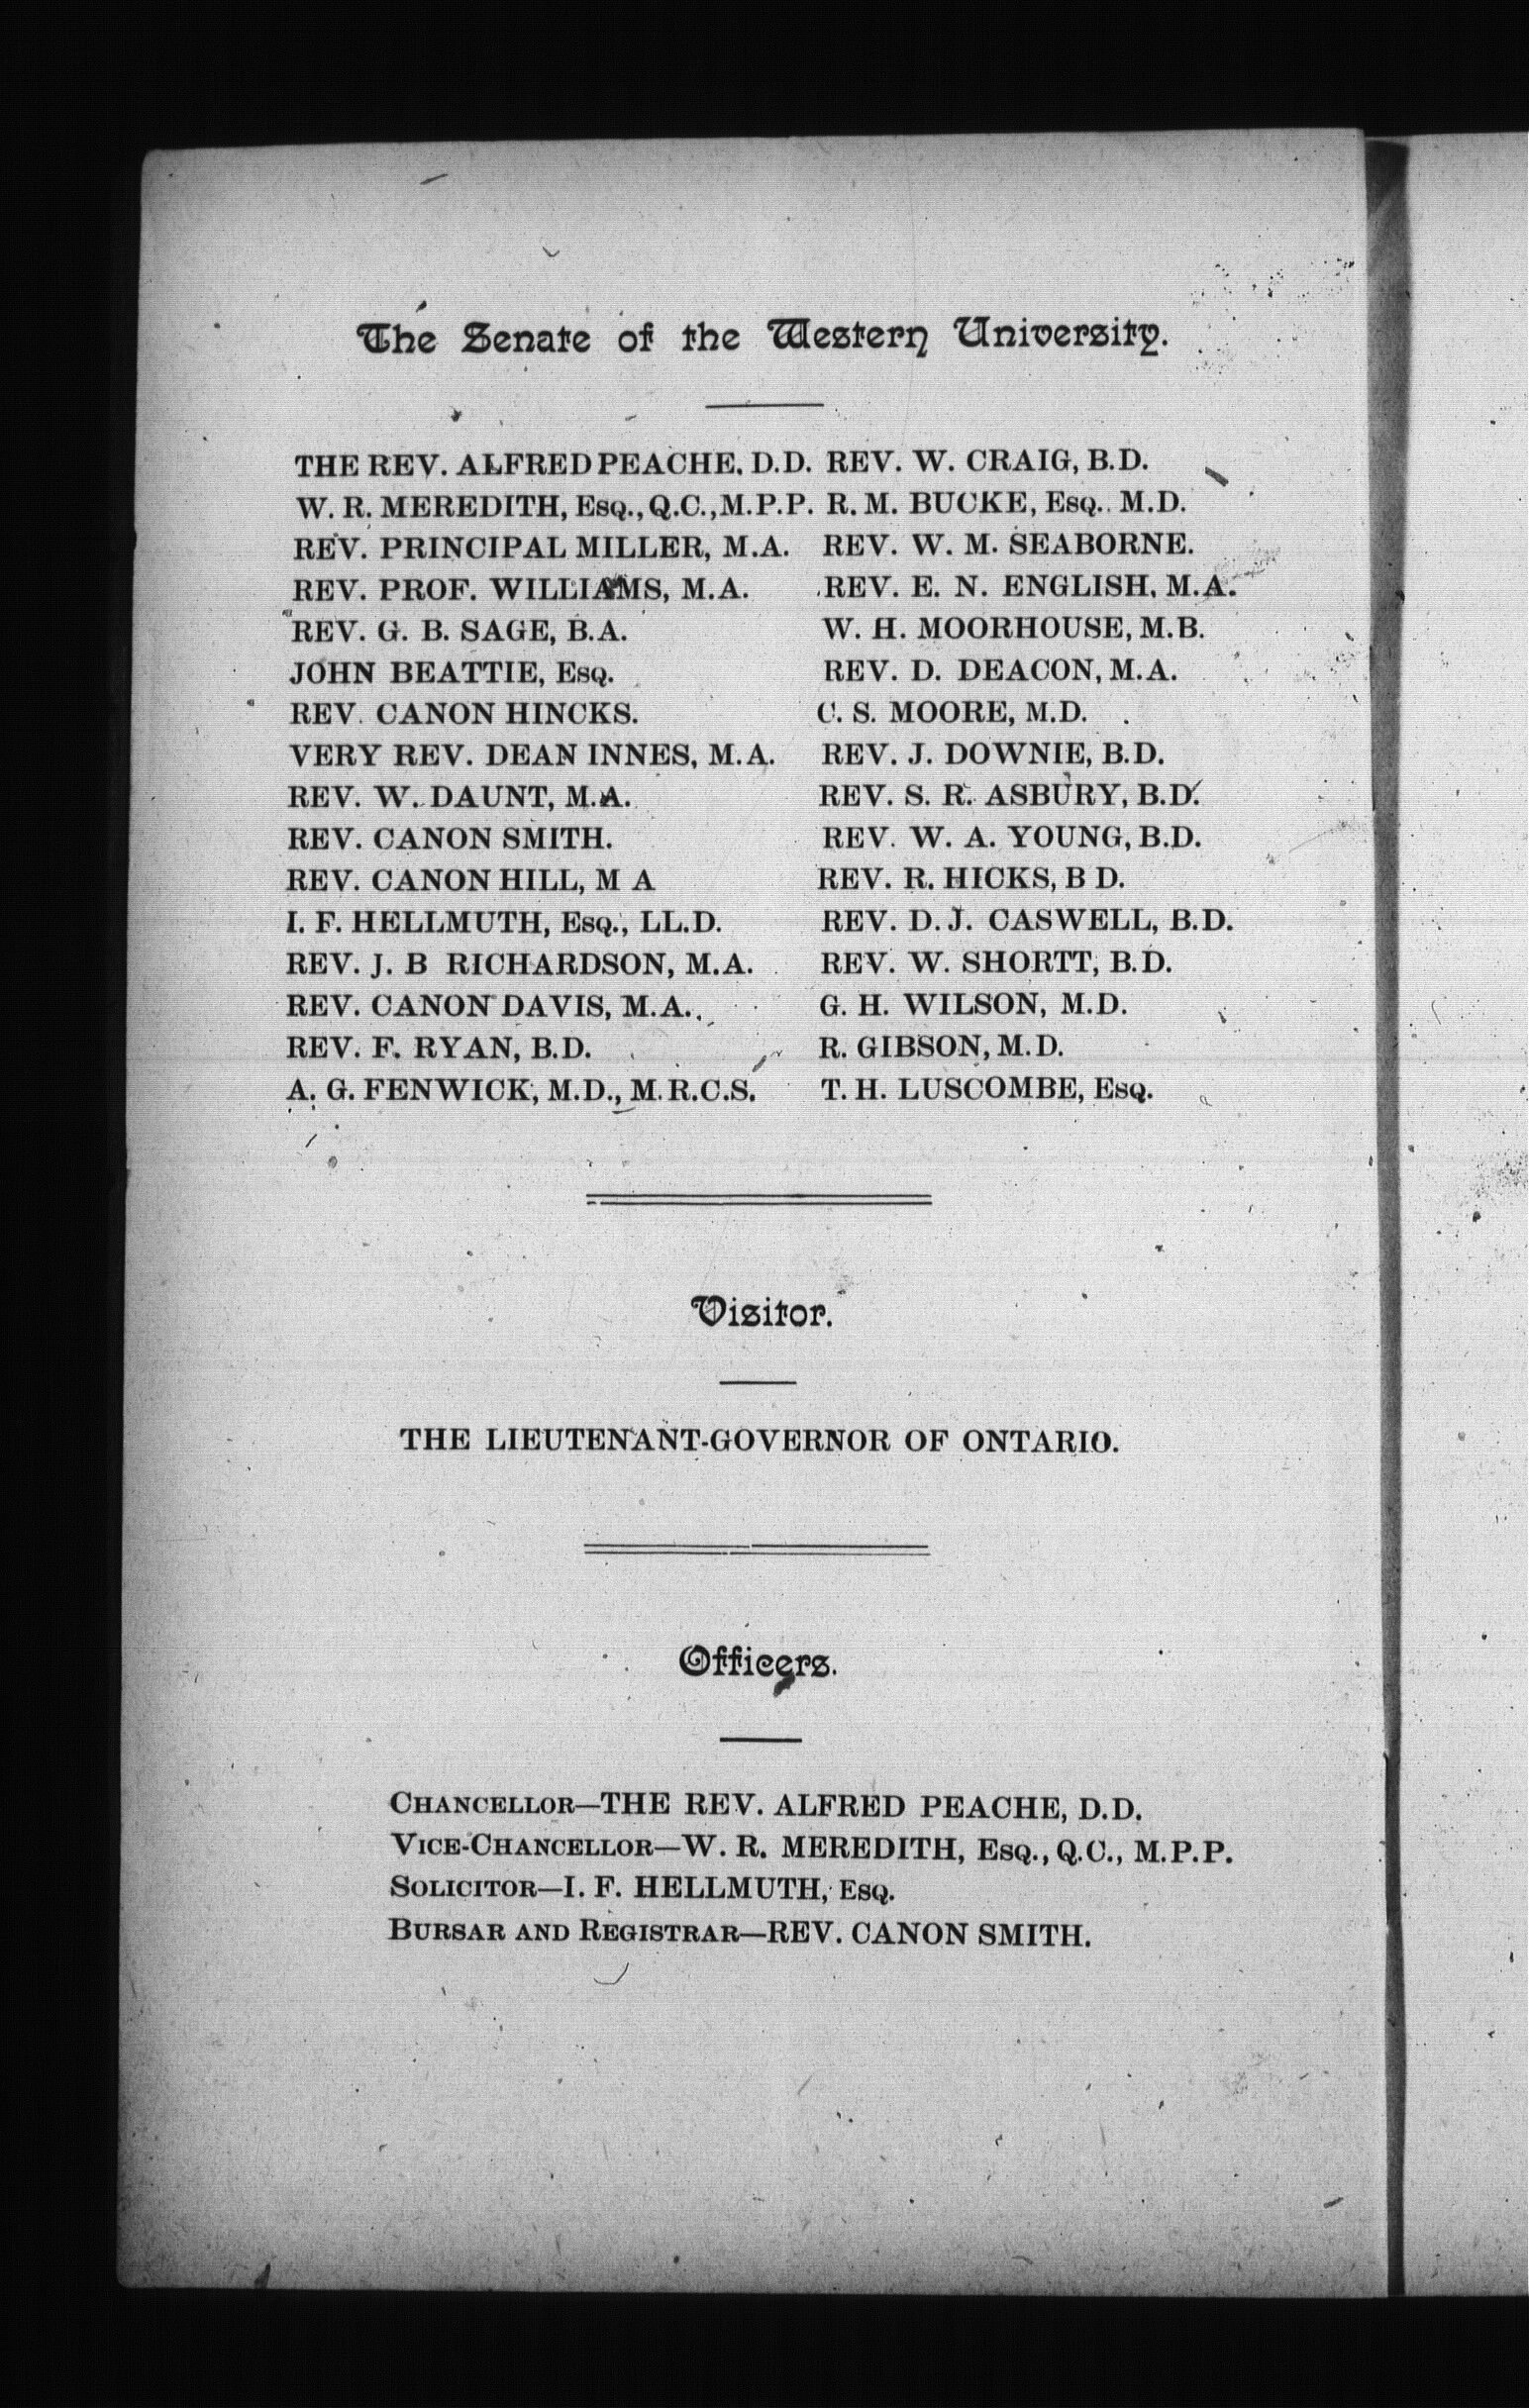 The Senate of the Western University.
THE REV. ALFRED PEACHE, D.D.
W. R. MEREDITH, Esq., Q.C., M.P.P.
REV. PRINCIPAL MILLER, M.A.
REV. PROF. WILLIAMS, M.A.
REV. G. B. SAGE, B.A.
JOHN BEATTIE, Esq.
REV. CANON HINCKS.
VERY REV. DEAN INNES, M.A.
REV. W. DAUNT, M.A.
REV. CANON SMITH.
REV. CANON HILL, M A
I. F. HELLMUTH, Esq., LL.D.
REV. J. B RICHARDSON, M.A.
REV. CANON DAVIS, M.A.
REV. F. RYAN, B.D.
A. G. FENWICK, M.D., M.R.C.S.
REV. W. CRAIG, B.D.
R. M. BUCKE, Esq.. M.D.
REV. W. M. SEABORNE.
REV. E. N. ENGLISH, M.A.
W. H. MOORHOUSE, M.B.
REV. D. DEACON, M.A.
C. S. MOORE, M.D.
REV. J. DOWNIE, B.D.
REV. S. R. ASBURY, B.D.
REV. W. A. YOUNG, B.D.
REV. R. HICKS, B D.
REV. D. J. CASWELL, B.D.
REV. W. SHORTT, B.D.
G. H. WILSON, M.D.
R. GIBSON, M.D.
T. H. LUSCOMBE, Esq.
Visitor.
THE LIEUTENANT-GOVERNOR OF ONTARIO.
Officers.
Chancellor—THE REV. ALFRED PEACHE, D.D.
Vice-Chancellor—W. R. MEREDITH, Esq., Q.C., M.P.P.
Solicitor—I. F. HELLMUTH, Esq.
Bursar and Registrar—REV. CANON SMITH.